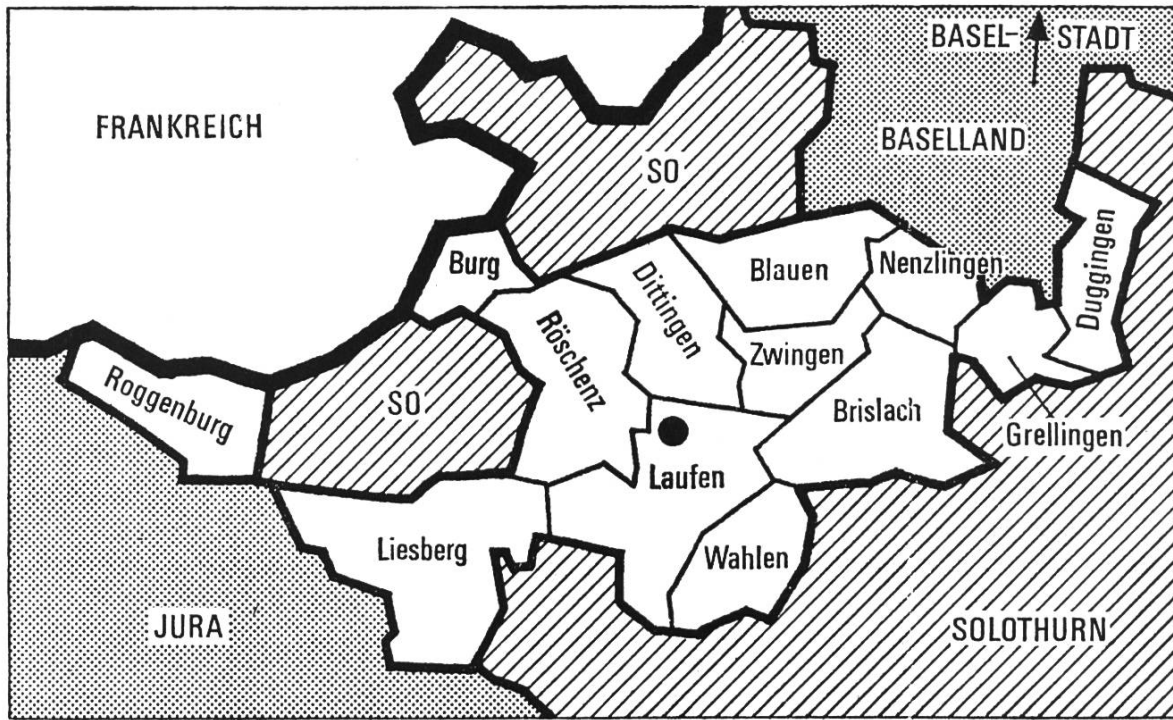 BASEL- STADT
FRANKREICH
BASELLAND
SO
Duggingen
Burg
Dittingen
Blauen
Nenzlingen
Röschenz
Zwingen
Roggenburg
SO
Brislach
Grellingen
Laufen
Liesberg
Wahlen
JURA
SOLOTHURN